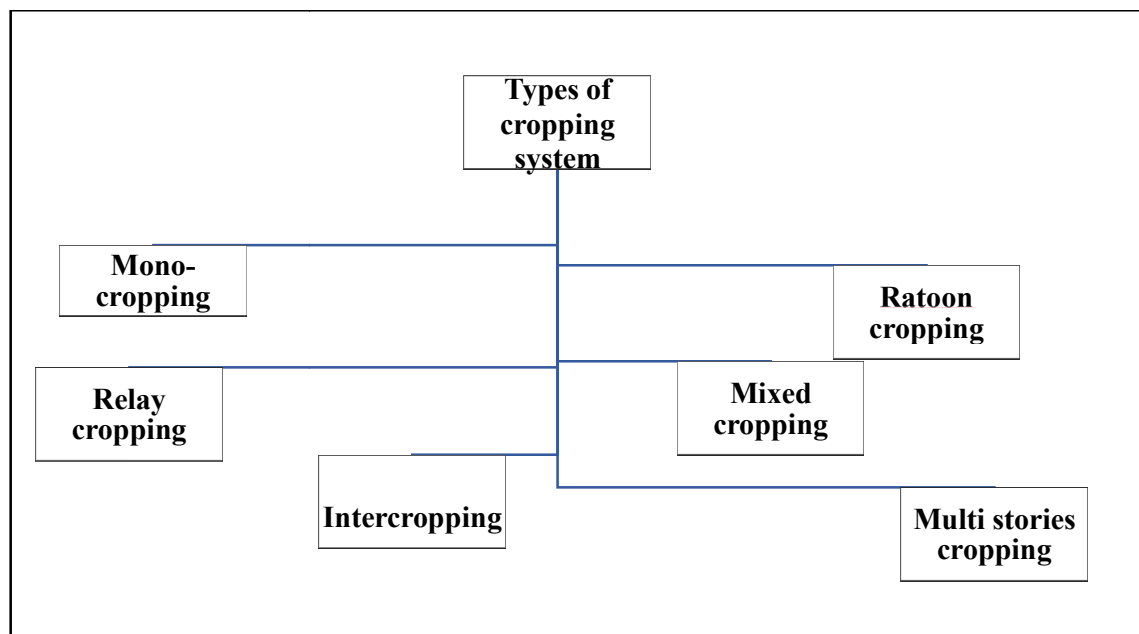 Types of
cropping
system
Mono-
cropping
Ratoon
cropping
Relay
cropping
Mixed
cropping
Intercropping
Multi stories
cropping